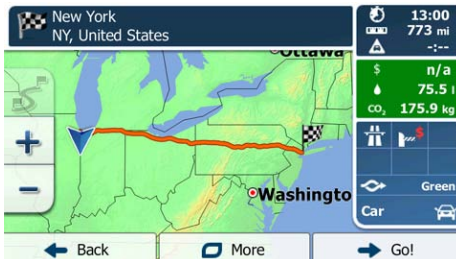 New York
NY, United States
13:00
773 mi
-:--
$ n/a
75.5 l
CO₂ 175.9 kg
$
Green
Car
Ottawa
Washingto
+
−
Back
More
Go!